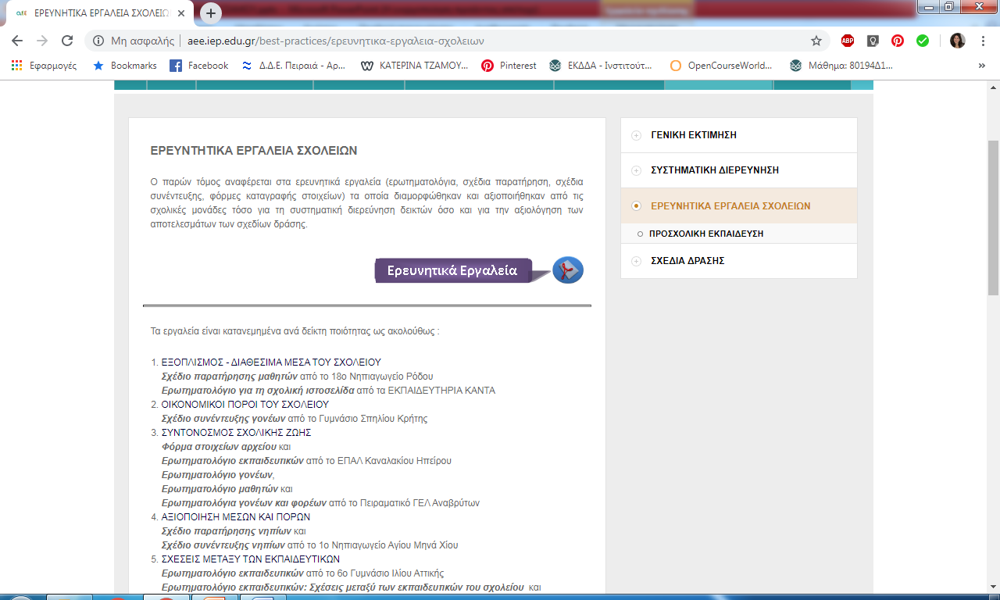 ΕΡΕΥΝΗΤΙΚΑ ΕΡΓΑΛΕΙΑ ΣΧΟΛΕΙΩ
Μη ασφαλής | aee.iep.edu.gr/best-practices/ερευνητικα-εργαλεια-σχολειων
ABP
Εφαρμογές
Bookmarks
Facebook
Δ.Δ.Ε. Πειραιά - Αρ...
ΚΑΤΕΡΙΝΑ ΤΖΑΜΟΥ...
Pinterest
ΕΚΔΔΑ - Ινστιτούτ...
OpenCourseWorld...
Μάθημα: 80194Δ1...
»
ΕΡΕΥΝΤΗΤΙΚΑ ΕΡΓΑΛΕΙΑ ΣΧΟΛΕΙΩΝ
Ο παρών τόμος αναφέρεται στα ερευνητικά εργαλεία (ερωτηματολόγια, σχέδια παρατήρηση, σχέδια
συνέντευξης, φόρμες καταγραφής στοιχείων) τα οποία διαμορφώθηκαν και αξιοποιήθηκαν από τις
σχολικές μονάδες τόσο για τη συστηματική διερεύνηση δεικτών όσο και για την αξιολόγηση των
αποτελεσμάτων των σχεδίων δράσης.
Ερευνητικά Εργαλεία
Τα εργαλεία είναι κατανεμημένα ανά δείκτη ποιότητας ως ακολούθως :
1. ΕΞΟΠΛΙΣΜΟΣ - ΔΙΑΘΕΣΙΜΑ ΜΕΣΑ ΤΟΥ ΣΧΟΛΕΙΟΥ
Σχέδιο παρατήρησης μαθητών από το 18ο Νηπιαγωγείο Ρόδου
Ερωτηματολόγιο για τη σχολική ιστοσελίδα από τα ΕΚΠΑΙΔΕΥΤΗΡΙΑ ΚΑΝΤΑ
2. ΟΙΚΟΝΟΜΙΚΟΙ ΠΟΡΟΙ ΤΟΥ ΣΧΟΛΕΙΟΥ
Σχέδιο συνέντευξης γονέων από το Γυμνάσιο Σπηλίου Κρήτης
3. ΣΥΝΤΟΝΟΣΜΟΣ ΣΧΟΛΙΚΗΣ ΖΩΗΣ
Φόρμα στοιχείων αρχείου και
Ερωτηματολόγιο εκπαιδευτικών από το ΕΠΑΛ Καναλακίου Ηπείρου
Ερωτηματολόγιο γονέων,
Ερωτηματολόγιο μαθητών και
Ερωτηματολόγια γονέων και φορέων από το Πειραματικό ΓΕΛ Αναβρύτων
4. ΑΞΙΟΠΟΙΗΣΗ ΜΕΣΩΝ ΚΑΙ ΠΟΡΩΝ
Σχέδιο παρατήρησης νηπίων και
Σχέδιο συνέντευξης νηπίων από το 1ο Νηπιαγωγείο Αγίου Μηνά Χίου
5. ΣΧΕΣΕΙΣ ΜΕΤΑΞΥ ΤΩΝ ΕΚΠΑΙΔΕΥΤΙΚΩΝ
Ερωτηματολόγιο εκπαιδευτικών από το 6ο Γυμνάσιο Ιλίου Αττικής
Ερωτηματολόγιο εκπαιδευτικών: Σχέσεις μεταξύ των εκπαιδευτικών του σχολείου και
ΓΕΝΙΚΗ ΕΚΤΙΜΗΣΗ
ΣΥΣΤΗΜΑΤΙΚΗ ΔΙΕΡΕΥΝΗΣΗ
ΕΡΕΥΝΗΤΙΚΑ ΕΡΓΑΛΕΙΑ ΣΧΟΛΕΙΩΝ
ΠΡΟΣΧΟΛΙΚΗ ΕΚΠΑΙΔΕΥΣΗ
ΣΧΕΔΙΑ ΔΡΑΣΗΣ